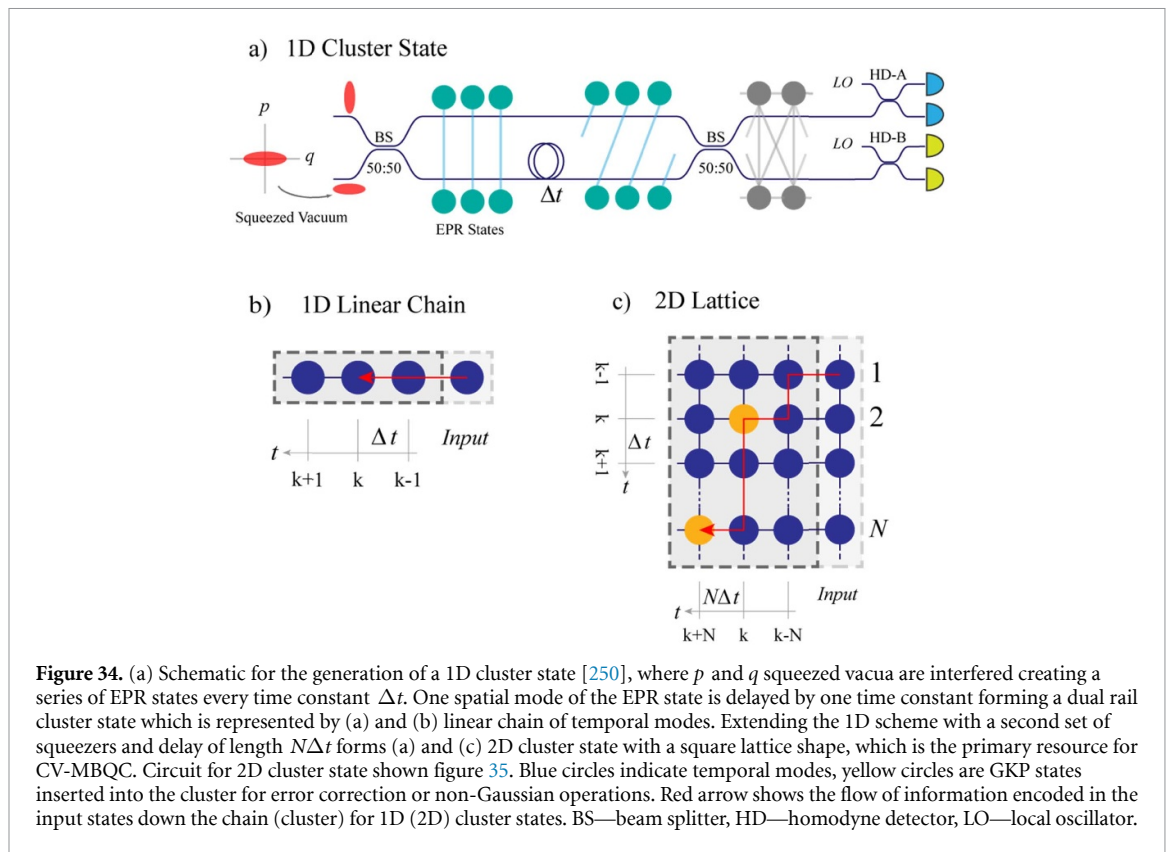 a) 1D Cluster State
p
q
Squeezed Vacuum
BS
50:50
EPR States
Δt
BS
50:50
LO
HD-A
LO
HD-B
b) 1D Linear Chain
Δt
Input
t
k+1 k k-1
c) 2D Lattice
k-1
k
k+1
Δt
t
1
2
N
NΔt
Input
t
k+N k k-N
Figure 34. (a) Schematic for the generation of a 1D cluster state [250], where p and q squeezed vacua are interfered creating a
series of EPR states every time constant Δt. One spatial mode of the EPR state is delayed by one time constant forming a dual rail
cluster state which is represented by (a) and (b) linear chain of temporal modes. Extending the 1D scheme with a second set of
squeezers and delay of length NΔt forms (a) and (c) 2D cluster state with a square lattice shape, which is the primary resource for
CV-MBQC. Circuit for 2D cluster state shown figure 35. Blue circles indicate temporal modes, yellow circles are GKP states
inserted into the cluster for error correction or non-Gaussian operations. Red arrow shows the flow of information encoded in the
input states down the chain (cluster) for 1D (2D) cluster states. BS—beam splitter, HD—homodyne detector, LO—local oscillator.